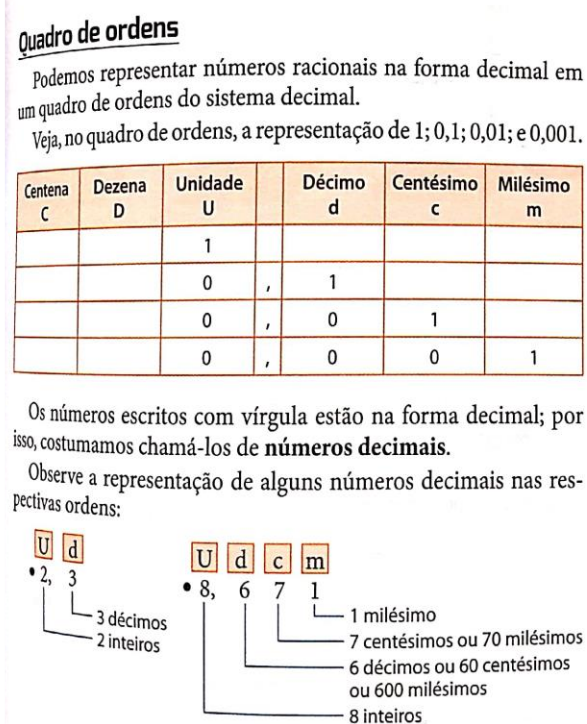 Quadro de ordens
Podemos representar números racionais na forma decimal em
um quadro de ordens do sistema decimal.
Veja, no quadro de ordens, a representação de 1; 0,1; 0,01; e 0,001.
Centena Dezena Unidade Décimo Centésimo Milésimo
C D U d c m
1
0 , 1
0 , 0 1
0 , 0 0 1
Os números escritos com vírgula estão na forma decimal; por
isso, costumamos chamá-los de números decimais.
Observe a representação de alguns números decimais nas res-
pectivas ordens:
U d
• 2, 3
3 décimos
2 inteiros
U d c m
• 8, 6 7 1
1 milésimo
7 centésimos ou 70 milésimos
6 décimos ou 60 centésimos
ou 600 milésimos
8 inteiros